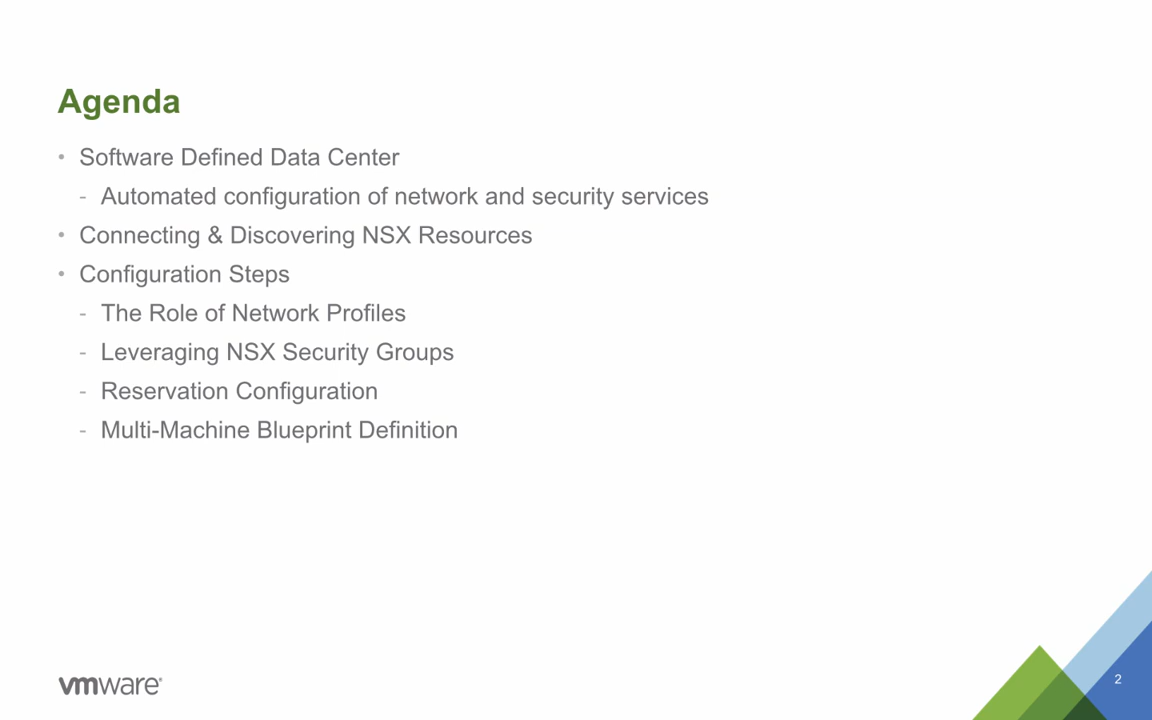 Agenda
• Software Defined Data Center
- Automated configuration of network and security services
• Connecting & Discovering NSX Resources
• Configuration Steps
- The Role of Network Profiles
- Leveraging NSX Security Groups
- Reservation Configuration
- Multi-Machine Blueprint Definition
vmware®
2